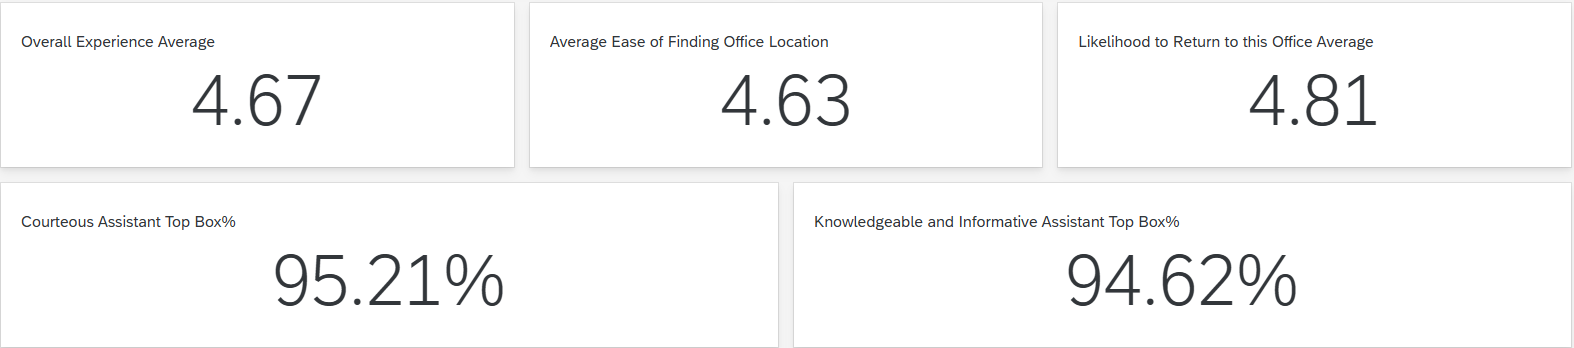 Overall Experience Average
4.67
Average Ease of Finding Office Location
4.63
Likelihood to Return to this Office Average
4.81
Courteous Assistant Top Box%
95.21%
Knowledgeable and Informative Assistant Top Box%
94.62%